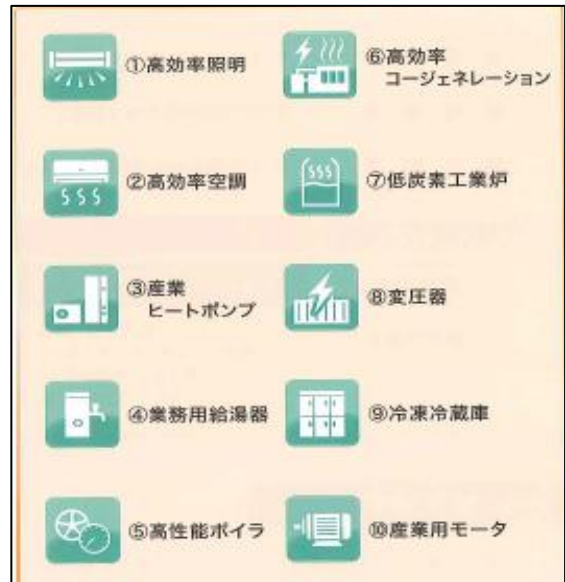 ①高効率照明
②高効率空調
③産業
ヒートポンプ
④業務用給湯器
⑤高性能ボイラ
⑥高効率
コージェネレーション
⑦低炭素工業炉
⑧変圧器
⑨冷凍冷蔵庫
⑩産業用モータ